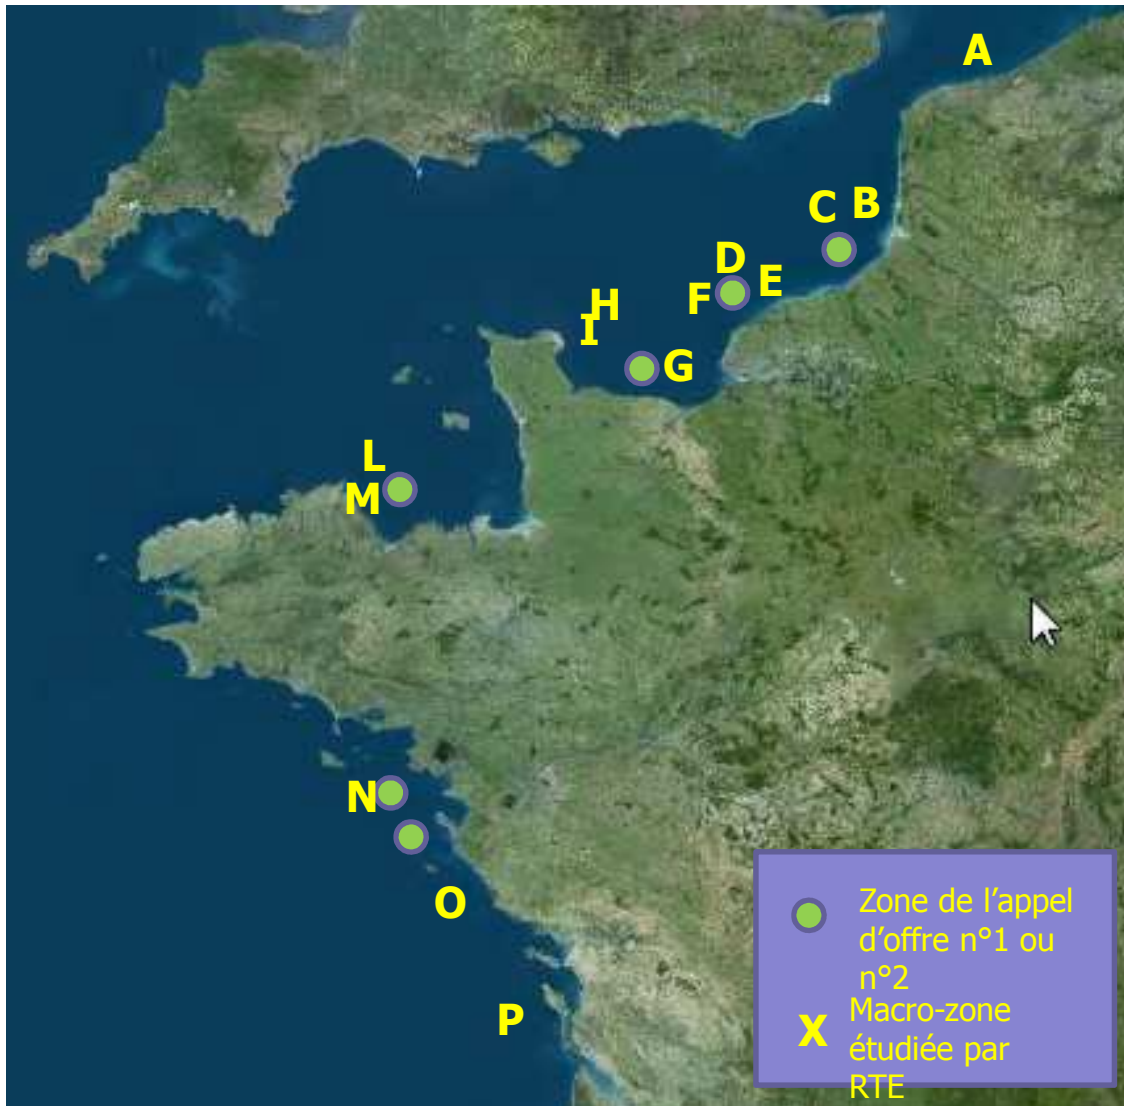 A
C B
D
E
F
H
I
G
L
M
N
O
P
Zone de l’appel
d’offre n°1 ou
n°2
X Macro-zone
étudiée par
RTE